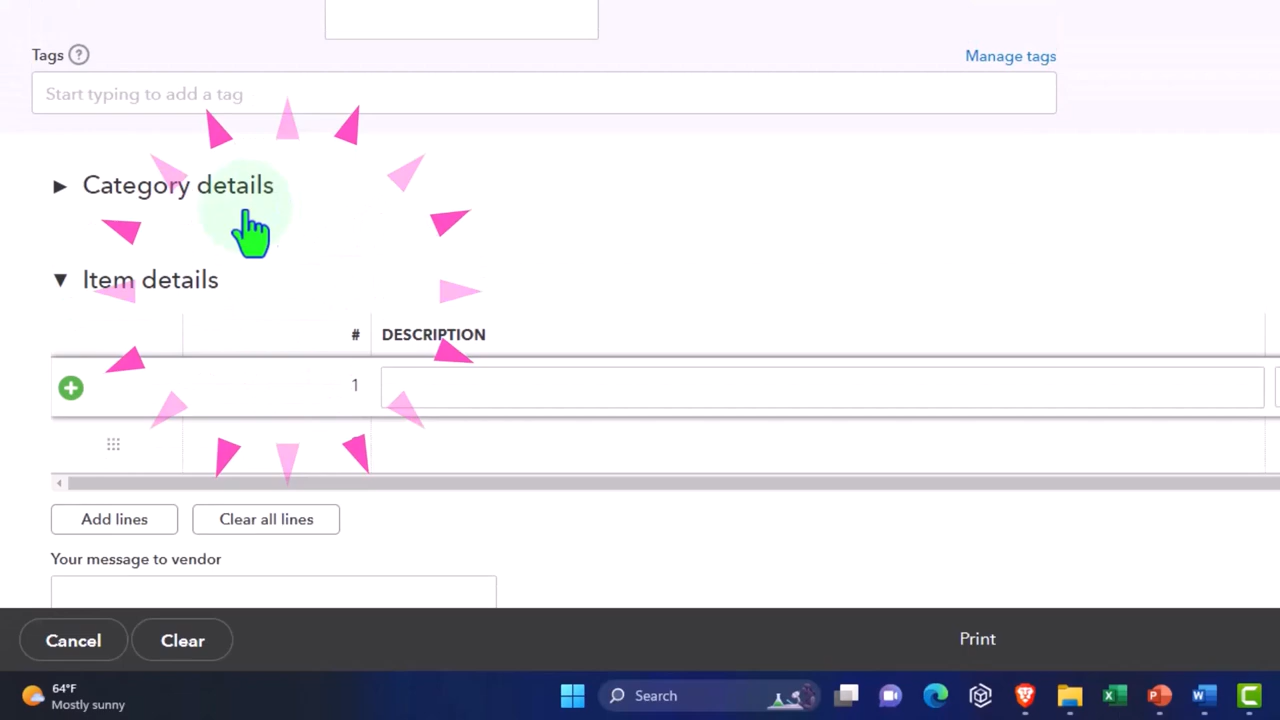 Tags ?
Manage tags
Start typing to add a tag
Category details
Item details
# DESCRIPTION
1
Add lines Clear all lines
Your message to vendor
Cancel Clear Print
64°F
Mostly sunny
Search